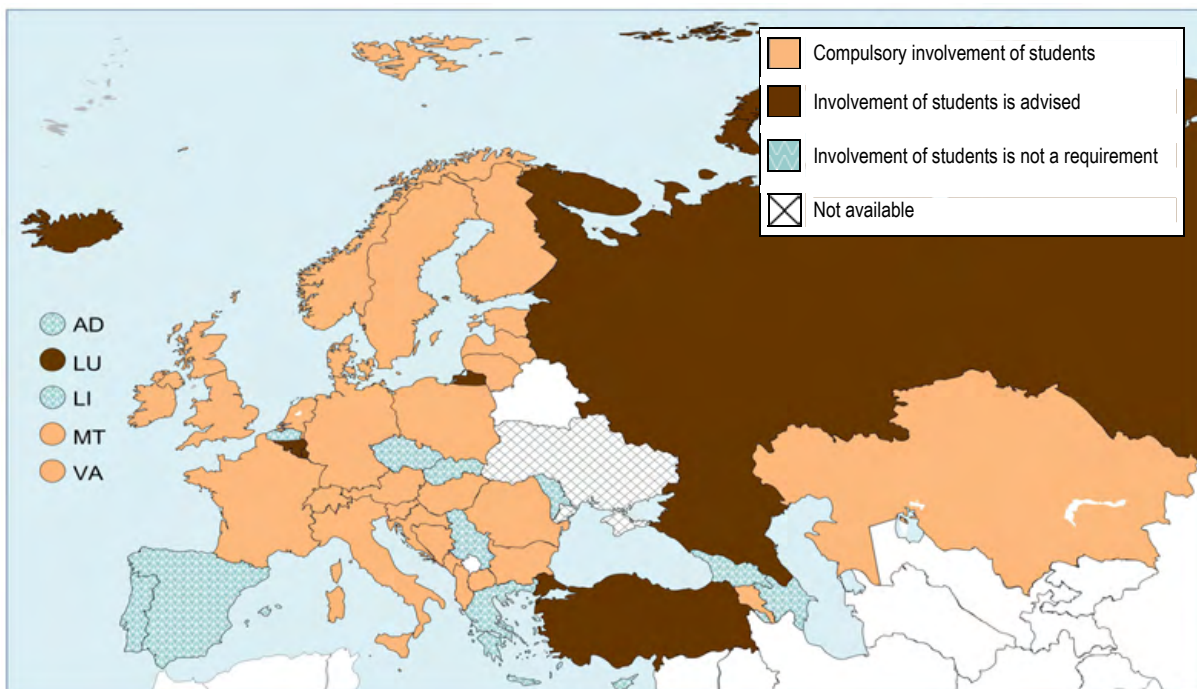 Compulsory involvement of students
Involvement of students is advised
Involvement of students is not a requirement
Not available
AD
LU
LI
MT
VA